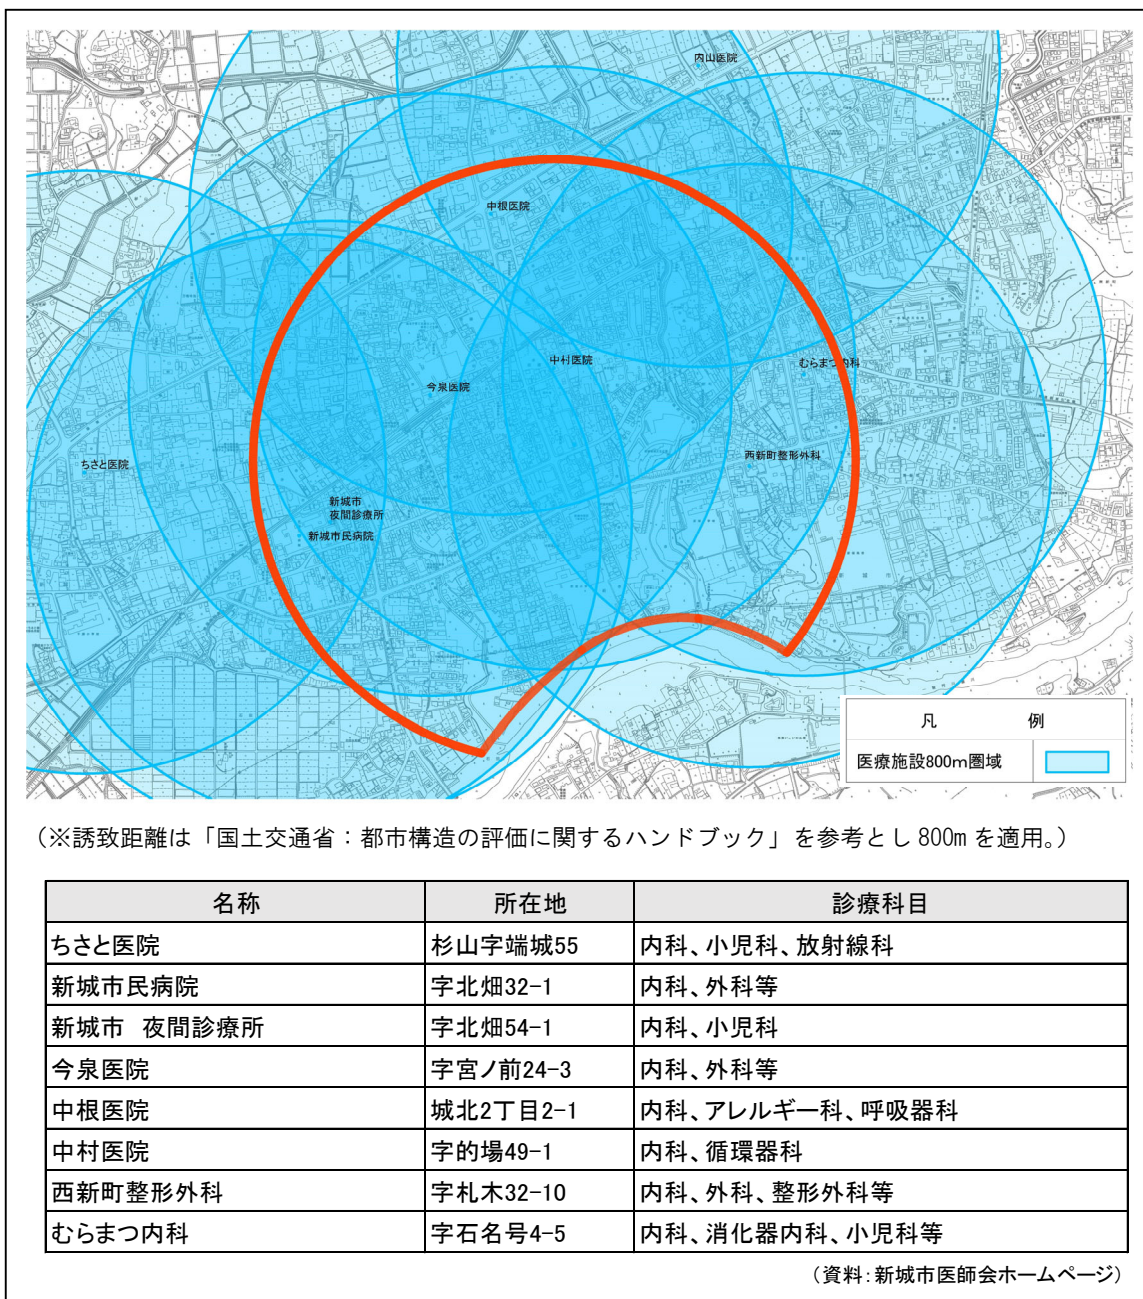 内山医院
中根医院
中村医院
むらまつ内科
今泉医院
ちさと医院
西新町整形外科
新城市
夜間診療所
新城市民病院
凡 例
医療施設800m圏域
(※誘致距離は「国土交通省：都市構造の評価に関するハンドブック」を参考とし 800m を適用。)
名称 所在地 診療科目
ちさと医院 杉山字端城55 内科、小児科、放射線科
新城市民病院 字北畑32-1 内科、外科等
新城市 夜間診療所 字北畑54-1 内科、小児科
今泉医院 字宮ノ前24-3 内科、外科等
中根医院 城北2丁目2-1 内科、アレルギー科、呼吸器科
中村医院 字的場49-1 内科、循環器科
西新町整形外科 字札木32-10 内科、外科、整形外科等
むらまつ内科 字石名号4-5 内科、消化器内科、小児科等
(資料：新城市医師会ホームページ)